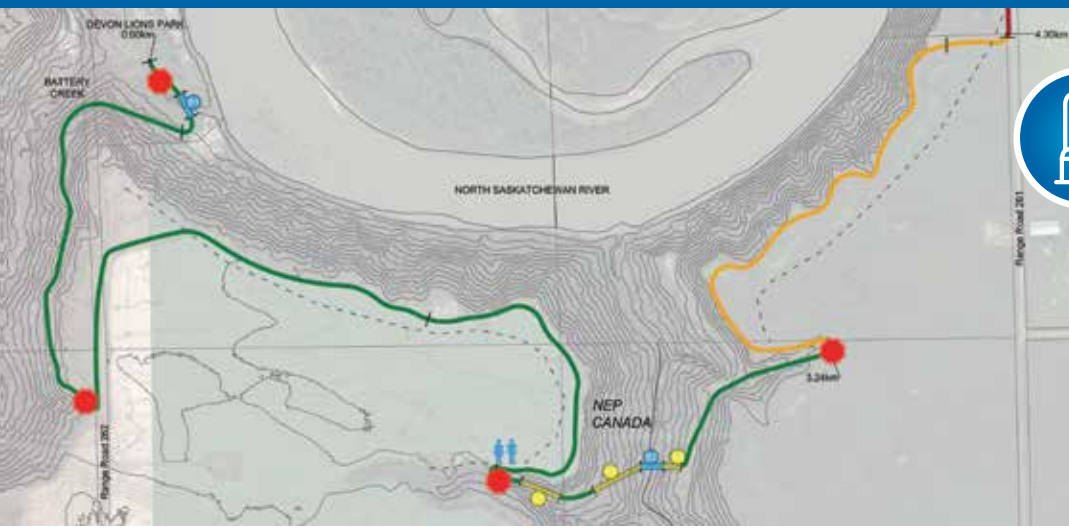 DEVON LIONS PARK
0.00km
BATTERY
CREEK
4.30km
NORTH SASKATCHEWAN RIVER
Range Road 261
3.24km
NEP
CANADA
Range Road 262